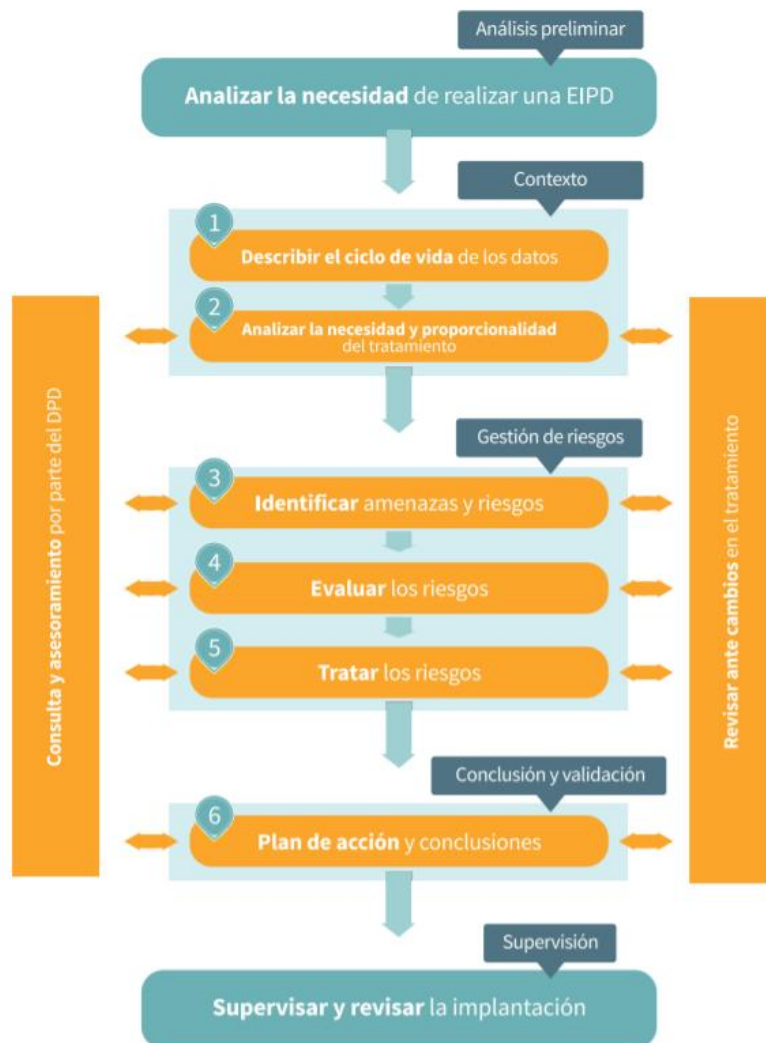 Análisis preliminar
Analizar la necesidad de realizar una EIPD
Contexto
1
Describir el ciclo de vida de los datos
2
Analizar la necesidad y proporcionalidad
del tratamiento
Gestión de riesgos
3
Identificar amenazas y riesgos
4
Evaluar los riesgos
5
Tratar los riesgos
Conclusión y validación
6
Plan de acción y conclusiones
Supervisión
Supervisar y revisar la implantación
Consulta y asesoramiento por parte del DPD
Revisar ante cambios en el tratamiento